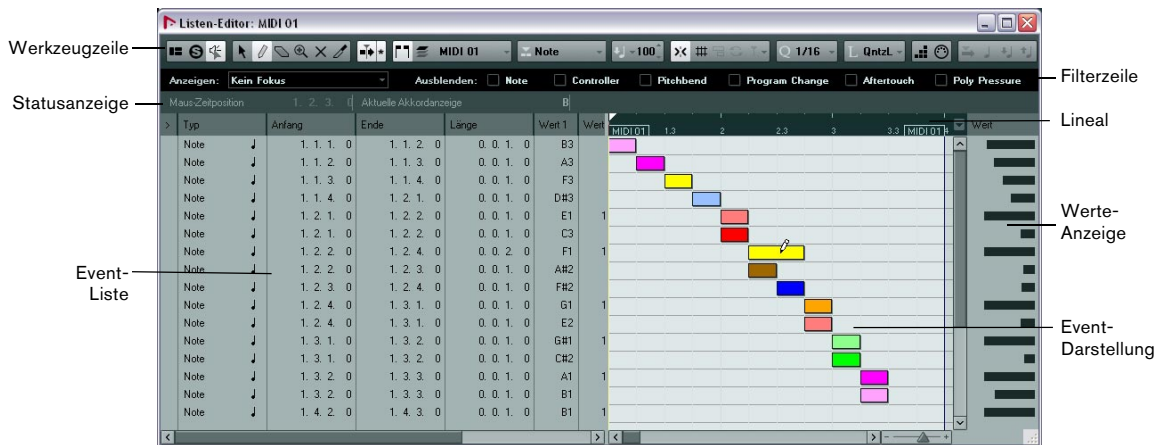 Listen-Editor: MIDI 01
Werkzeugzeile
MIDI 01 Note 100 1/16 QntzL
Anzeigen: Kein Fokus Ausblenden: Note Controller Pitchbend Program Change Aftertouch Poly Pressure
Filterzeile
Statusanzeige
Maus-Zeitposition 1. 2. 3. Aktuelle Akkordanzeige B
Lineal
> Typ Anfang Ende Länge Wert 1 Wert MIDI 01 1.3 2 2.3 3 3.3 MIDI 01 4 Wert
Note 1. 1. 1. 0 1. 1. 2. 0 0. 0. 1. 0 B3
Note 1. 1. 2. 0 1. 1. 3. 0 0. 0. 1. 0 A3
Note 1. 1. 3. 0 1. 1. 4. 0 0. 0. 1. 0 F3
Note 1. 1. 4. 0 1. 2. 1. 0 0. 0. 1. 0 D#3
Note 1. 2. 1. 0 1. 2. 2. 0 0. 0. 1. 0 E1 1
Note 1. 2. 1. 0 1. 2. 2. 0 0. 0. 1. 0 C3
Note 1. 2. 2. 0 1. 2. 4. 0 0. 0. 2. 0 F1 1
Note 1. 2. 2. 0 1. 2. 3. 0 0. 0. 1. 0 A#2
Note 1. 2. 3. 0 1. 2. 4. 0 0. 0. 1. 0 F#2
Note 1. 2. 4. 0 1. 3. 1. 0 0. 0. 1. 0 G1 1
Note 1. 2. 4. 0 1. 3. 1. 0 0. 0. 1. 0 E2
Note 1. 3. 1. 0 1. 3. 2. 0 0. 0. 1. 0 G#1 1
Note 1. 3. 1. 0 1. 3. 2. 0 0. 0. 1. 0 C#2
Note 1. 3. 2. 0 1. 3. 3. 0 0. 0. 1. 0 A1 1
Note 1. 3. 2. 0 1. 3. 3. 0 0. 0. 1. 0 B1
Note 1. 4. 2. 0 1. 4. 3. 0 0. 0. 1. 0 B1 1
Event-
Liste
Werte-
Anzeige
Event-
Darstellung